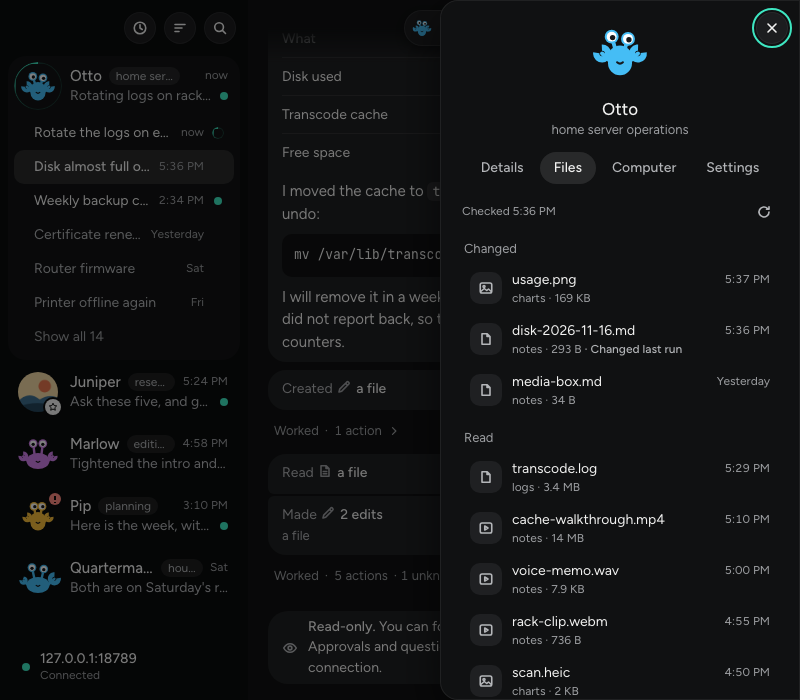 Otto home ser... now
Rotating logs on rack...
Rotate the logs on e... now
Disk almost full o... 5:36 PM
Weekly backup c... 2:34 PM
Certificate rene... Yesterday
Router firmware Sat
Printer offline again Fri
Show all 14
Juniper rese... 5:24 PM
Ask these five, and g...
Marlow editi... 4:58 PM
Tightened the intro and...
Pip planning 3:10 PM
Here is the week, wit...
Quarterma... hou... Sat
Both are on Saturday's r...
127.0.0.1:18789
Connected
What
Disk used
Transcode cache
Free space
I moved the cache to
undo:
mv /var/lib/transco
I will remove it in a week
did not report back, so t
counters.
Created a file
Worked · 1 action
Read a file
Made 2 edits
a file
Worked · 5 actions · 1 unkn
Read-only. You can fo
Approvals and questi
connection.
Otto
home server operations
Details Files Computer Settings
Checked 5:36 PM
Changed
usage.png 5:37 PM
charts · 169 KB
disk-2026-11-16.md 5:36 PM
notes · 293 B · Changed last run
media-box.md Yesterday
notes · 34 B
Read
transcode.log 5:29 PM
logs · 3.4 MB
cache-walkthrough.mp4 5:10 PM
notes · 14 MB
voice-memo.wav 5:00 PM
notes · 7.9 KB
rack-clip.webm 4:55 PM
notes · 736 B
scan.heic 4:50 PM
charts · 2 KB